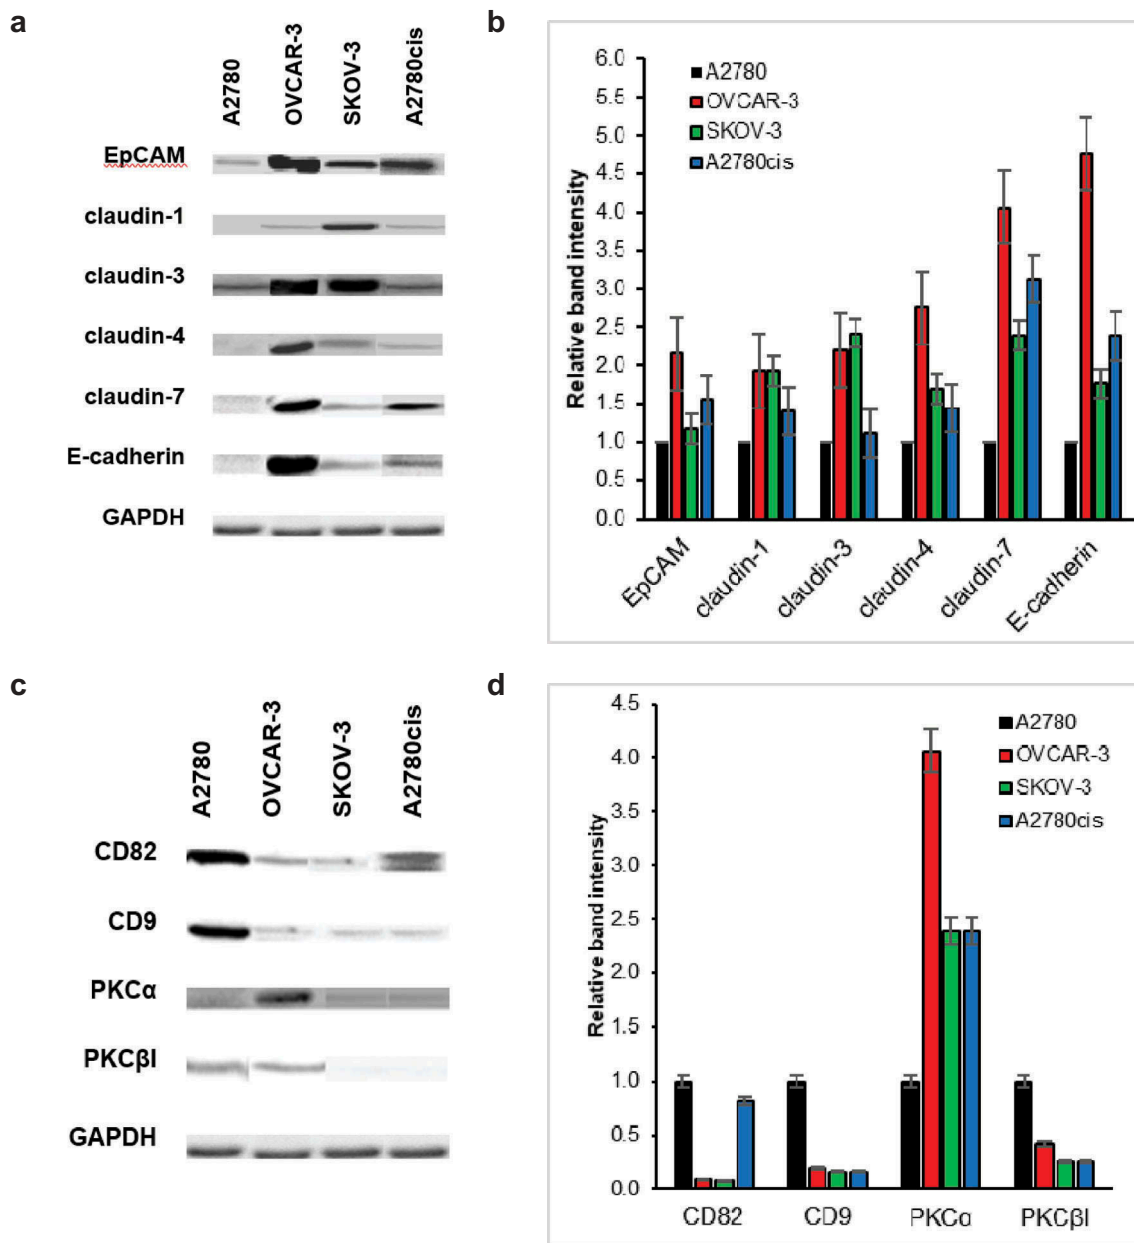 a
A2780
OVCAR-3
SKOV-3
A2780cis
EpCAM
claudin-1
claudin-3
claudin-4
claudin-7
E-cadherin
GAPDH
b
Relative band intensity
6.0
5.5
5.0
4.5
4.0
3.5
3.0
2.5
2.0
1.5
1.0
0.5
0.0
A2780
OVCAR-3
SKOV-3
A2780cis
EpCAM
claudin-1
claudin-3
claudin-4
claudin-7
E-cadherin
c
A2780
OVCAR-3
SKOV-3
A2780cis
CD82
CD9
PKCα
PKCβI
GAPDH
d
Relative band intensity
4.5
4.0
3.5
3.0
2.5
2.0
1.5
1.0
0.5
0.0
A2780
OVCAR-3
SKOV-3
A2780cis
CD82
CD9
PKCα
PKCβI